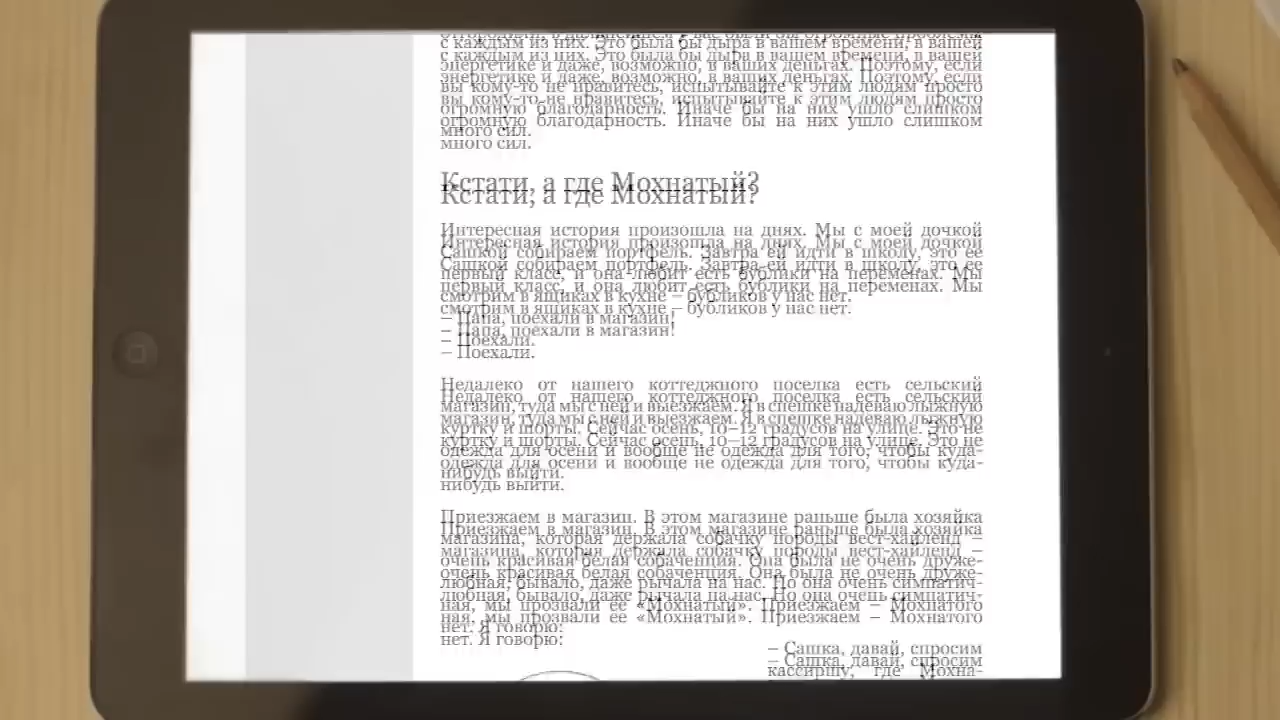 с каждым из них. Это была бы дыра в вашем времени, в вашей
энергетике и даже, возможно, в ваших деньгах. Поэтому, если
вы кому-то не нравитесь, испытывайте к этим людям просто
огромную благодарность. Иначе бы на них ушло слишком
много сил.
Кстати, а где Мохнатый?
Интересная история произошла на днях. Мы с моей дочкой
Сашкой собираем портфель. Завтра ей идти в школу, это ее
первый класс, и она любит есть бублики на переменах. Мы
смотрим в ящиках в кухне – бубликов у нас нет.
– Папа, поехали в магазин!
– Поехали.
Недалеко от нашего коттеджного поселка есть сельский
магазин, туда мы с ней и выезжаем. Я в спешке надеваю лыжную
куртку и шорты. Сейчас осень, 10–12 градусов на улице. Это не
одежда для осени и вообще не одежда для того, чтобы куда-
нибудь выйти.
Приезжаем в магазин. В этом магазине раньше была хозяйка
магазина, которая держала собачку породы вест-хайленд –
очень красивая белая собаченция. Она была не очень друже-
любная, бывало, даже рычала на нас. Но она очень симпатич-
ная, мы прозвали ее «Мохнатый». Приезжаем – Мохнатого
нет. Я говорю:
– Сашка, давай, спросим
кассиршу, где Мохна-